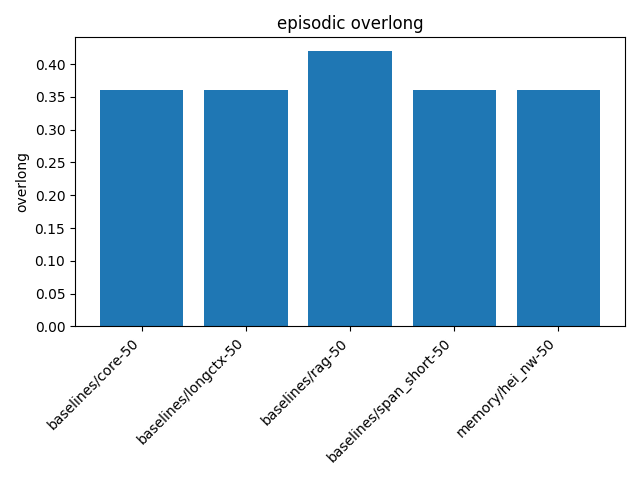 episodic overlong
overlong
0.40
0.35
0.30
0.25
0.20
0.15
0.10
0.05
0.00
baselines/core-50
baselines/longctx-50
baselines/rag-50
baselines/span_short-50
memory/hei_nw-50